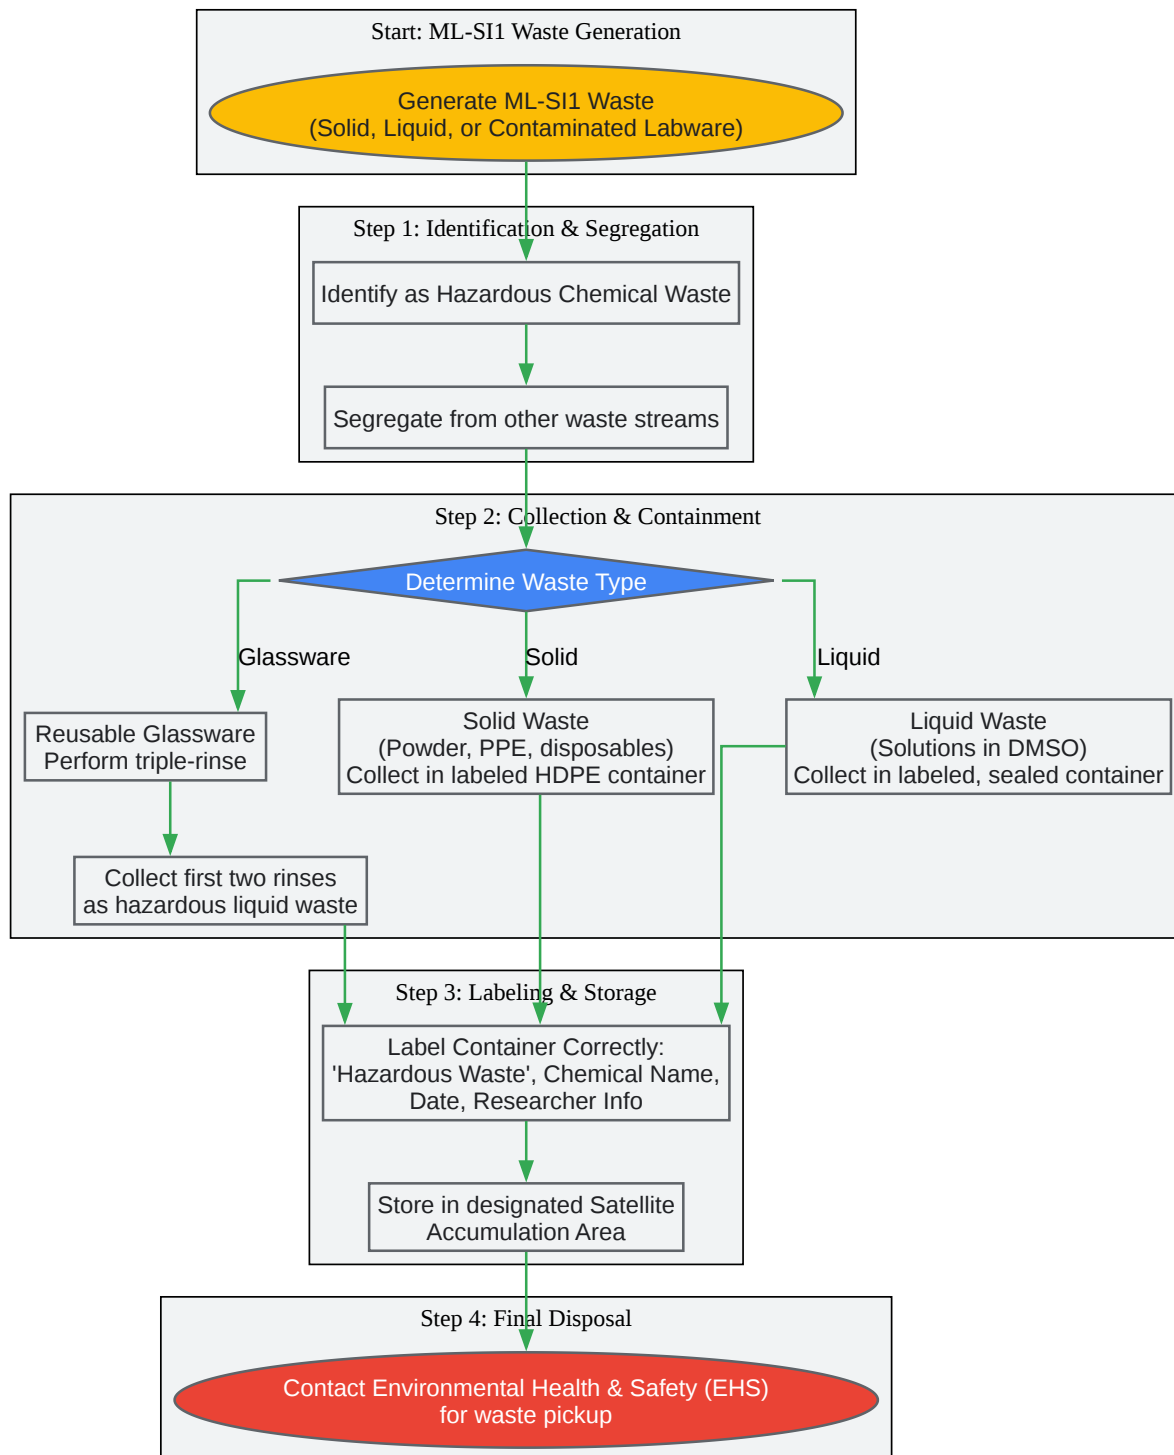 Start: ML-SI1 Waste Generation
Generate ML-SI1 Waste
(Solid, Liquid, or Contaminated Labware)
Step 1: Identification & Segregation
Identify as Hazardous Chemical Waste
Segregate from other waste streams
Step 2: Collection & Containment
Determine Waste Type
Glassware
Solid
Liquid
Reusable Glassware
Perform triple-rinse
Solid Waste
(Powder, PPE, disposables)
Collect in labeled HDPE container
Liquid Waste
(Solutions in DMSO)
Collect in labeled, sealed container
Collect first two rinses
as hazardous liquid waste
Step 3: Labeling & Storage
Label Container Correctly:
'Hazardous Waste', Chemical Name,
Date, Researcher Info
Store in designated Satellite
Accumulation Area
Step 4: Final Disposal
Contact Environmental Health & Safety (EHS)
for waste pickup